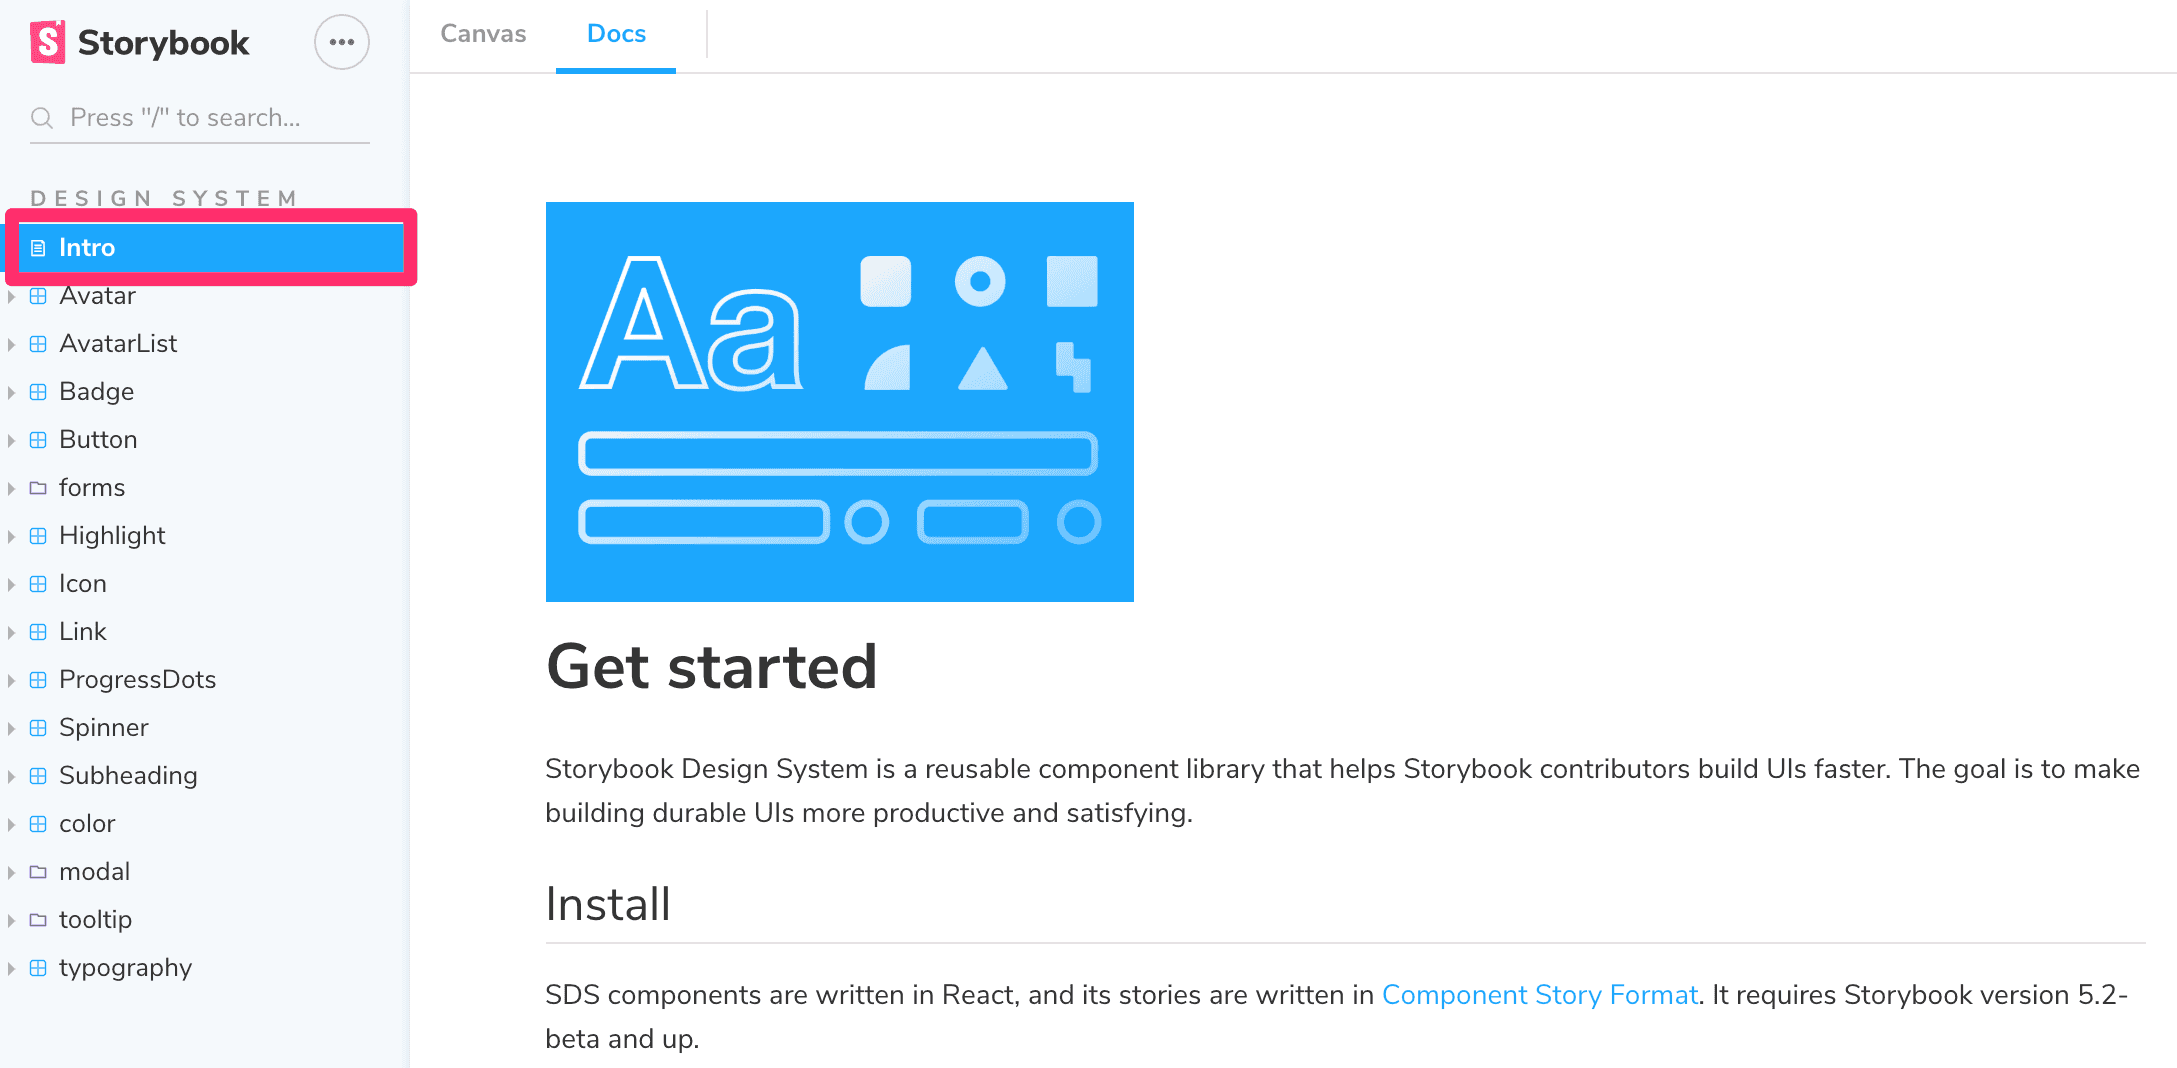 Storybook
Press "/" to search...
DESIGN SYSTEM
Intro
Avatar
AvatarList
Badge
Button
forms
Highlight
Icon
Link
ProgressDots
Spinner
Subheading
color
modal
tooltip
typography
Canvas
Docs
Aa
Get started
Storybook Design System is a reusable component library that helps Storybook contributors build UIs faster. The goal is to make
building durable UIs more productive and satisfying.
Install
SDS components are written in React, and its stories are written in Component Story Format. It requires Storybook version 5.2-
beta and up.